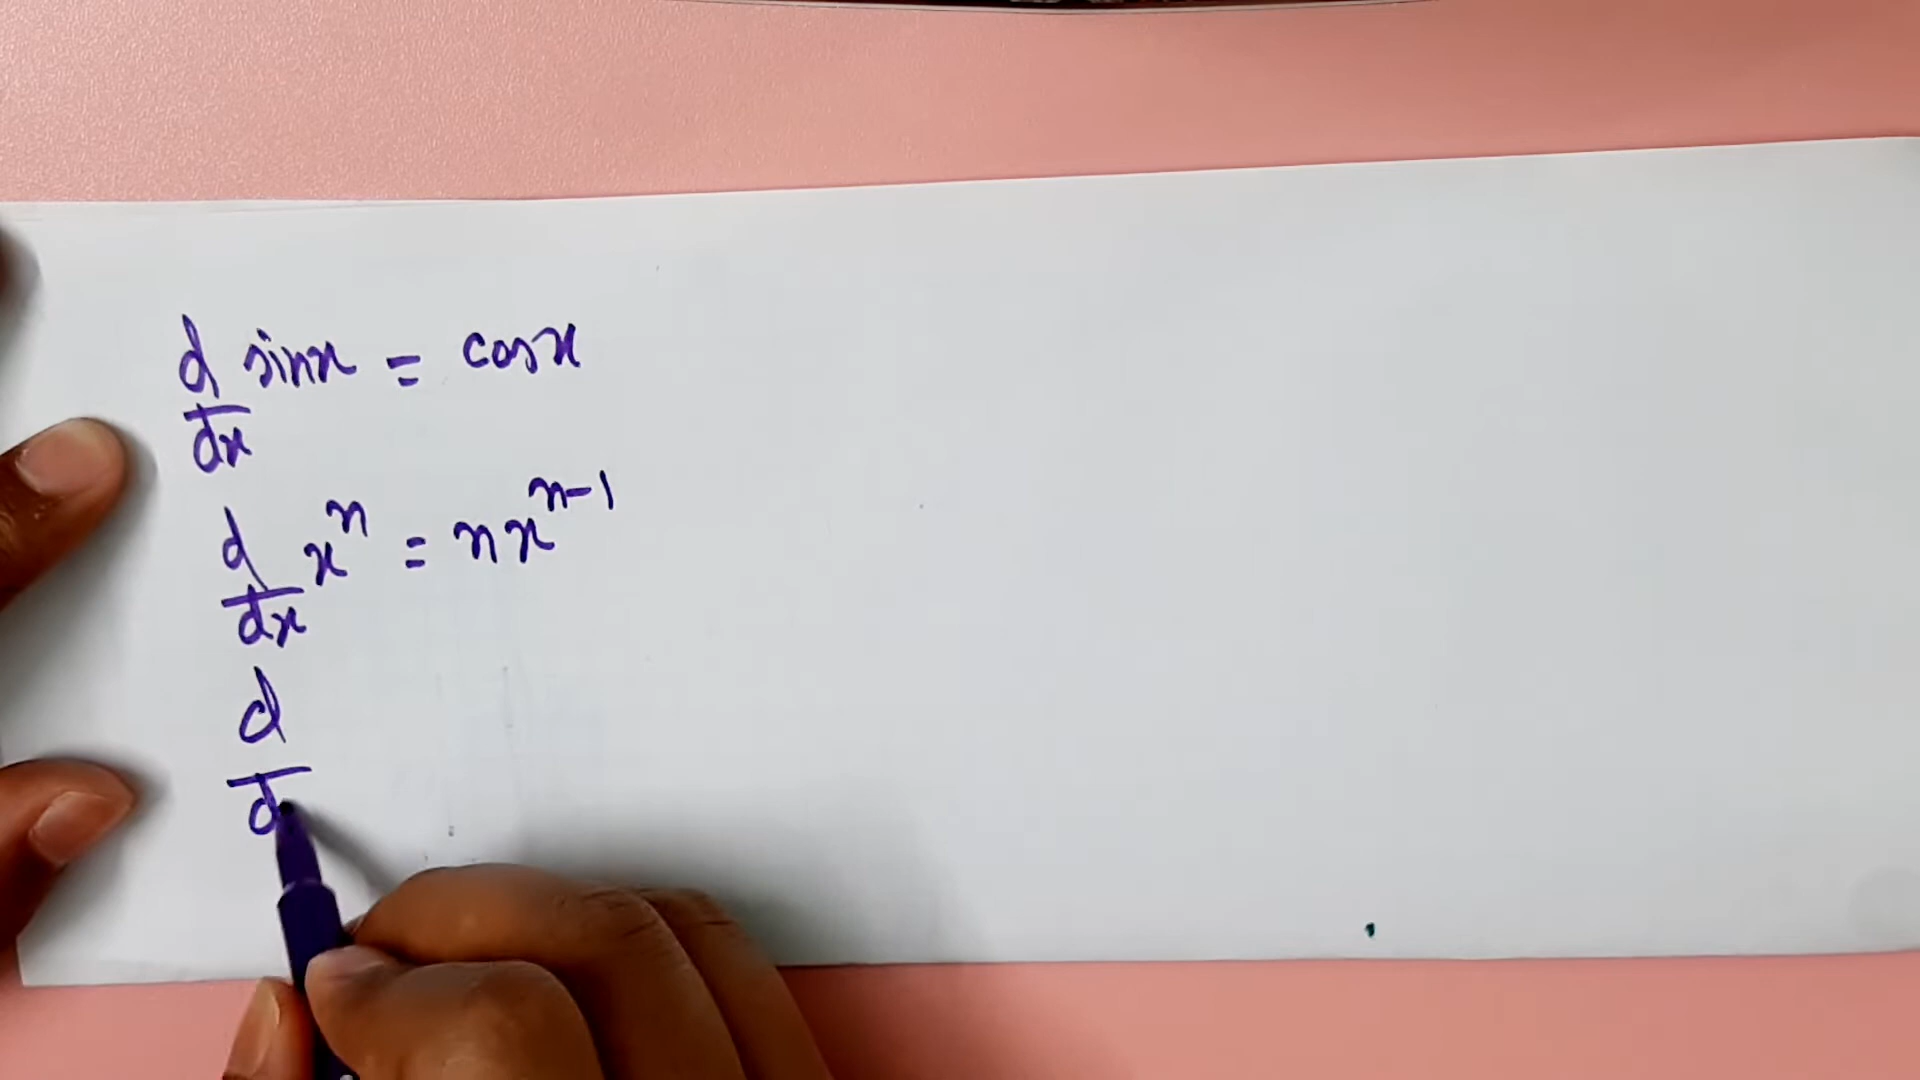 d/dx sinx = cosx
d/dx x^n = nx^(n-1)
d/d